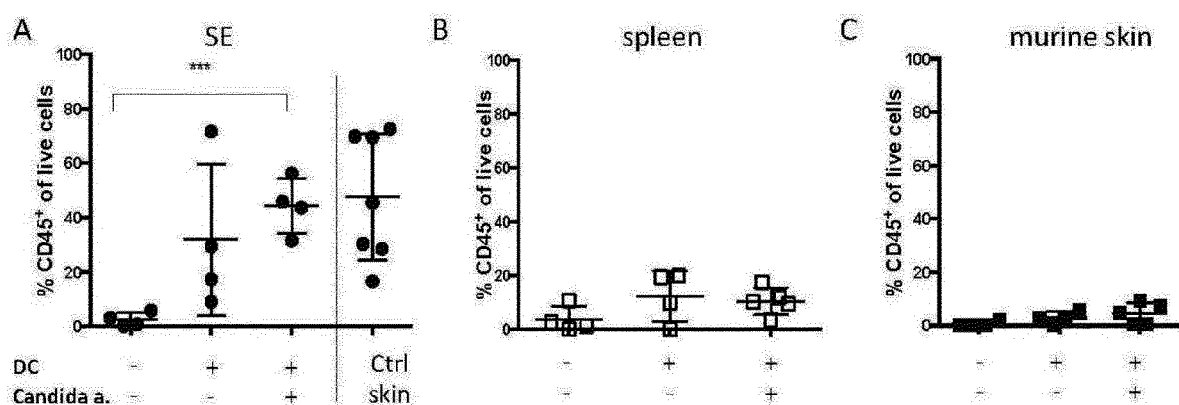 A SE
% CD45+ of live cells
100
80
60
40
20
0
***
DC - + + Ctrl
Candida a. - - + skin
B spleen
% CD45+ of live cells
100
80
60
40
20
0
- + +
- - +
C murine skin
% CD45+ of live cells
100
80
60
40
20
0
- + +
- - +